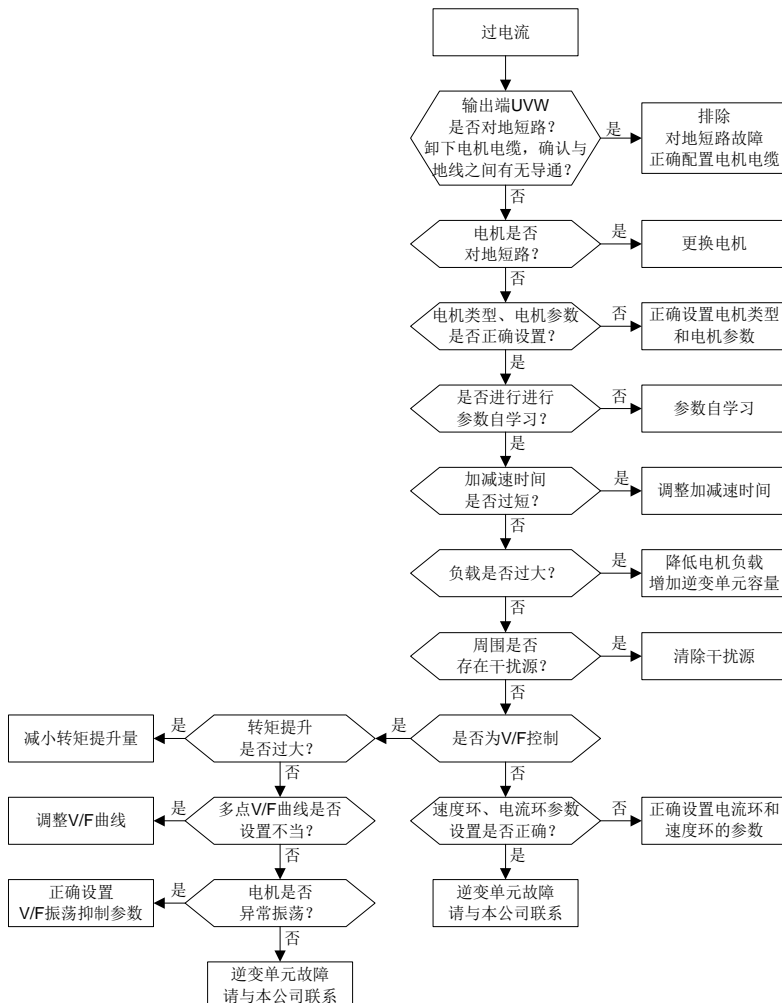 过电流
输出端UVW
是否对地短路？
卸下电机电缆，确认与
地线之间有无导通？
是
排除
对地短路故障
正确配置电机电缆
否
电机是否
对地短路？
是
更换电机
否
电机类型、电机参数
是否正确设置？
否
正确设置电机类型
和电机参数
是
是否进行进行
参数自学习？
否
参数自学习
是
加减速时间
是否过短？
是
调整加减速时间
否
负载是否过大？
是
降低电机负载
增加逆变单元容量
否
周围是否
存在干扰源？
是
清除干扰源
否
是否为V/F控制
是
转矩提升
是否过大？
是
减小转矩提升量
否
多点V/F曲线是否
设置不当？
是
调整V/F曲线
否
电机是否
异常振荡？
是
正确设置
V/F振荡抑制参数
否
逆变单元故障
请与本公司联系
否
速度环、电流环参数
设置是否正确？
否
正确设置电流环和
速度环的参数
是
逆变单元故障
请与本公司联系